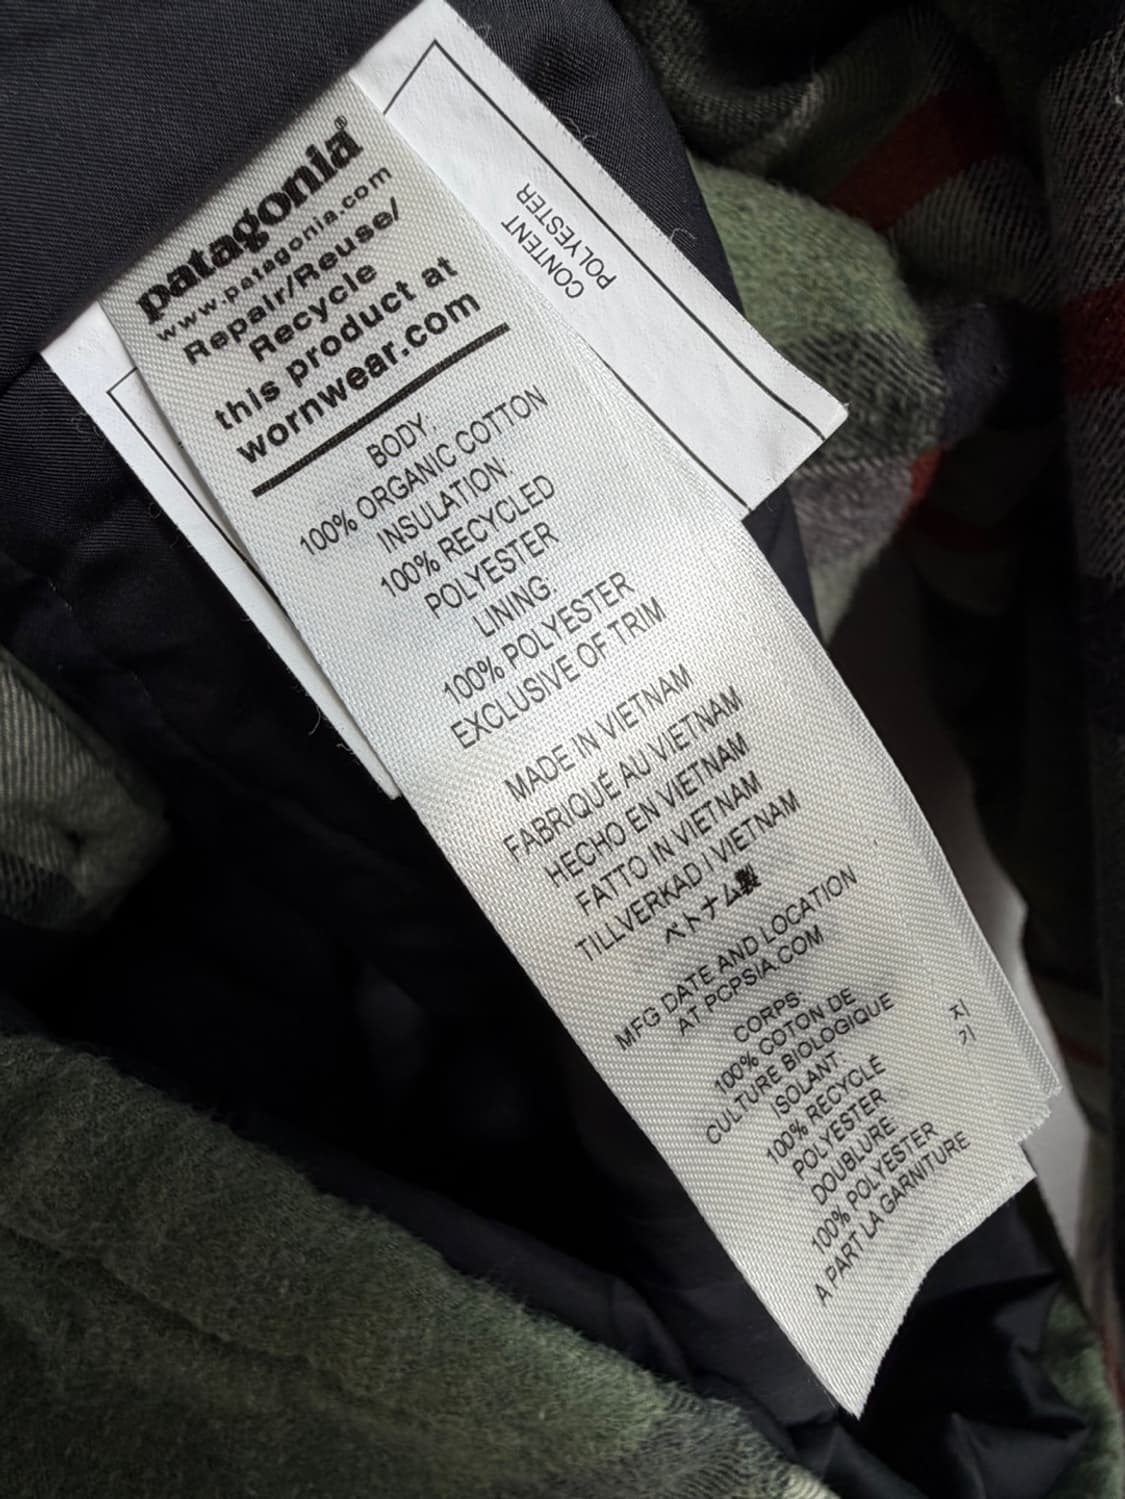 patagonia®
www.patagonia.com
Repair/Reuse/
Recycle
this product at
wornwear.com
BODY:
100% ORGANIC COTTON
INSULATION:
100% RECYCLED
POLYESTER
LINING:
100% POLYESTER
EXCLUSIVE OF TRIM
MADE IN VIETNAM
FABRIQUÉ AU VIETNAM
HECHO EN VIETNAM
FATTO IN VIETNAM
TILLVERKAD I VIETNAM
ベトナム製
MFG DATE AND LOCATION
AT PCPSIA.COM
CORPS:
100% COTON DE
CULTURE BIOLOGIQUE
ISOLANT:
100% RECYCLÉ
POLYESTER
DOUBLURE:
100% POLYESTER
A PART LA GARNITURE
CONTENT
POLYESTER
지
기